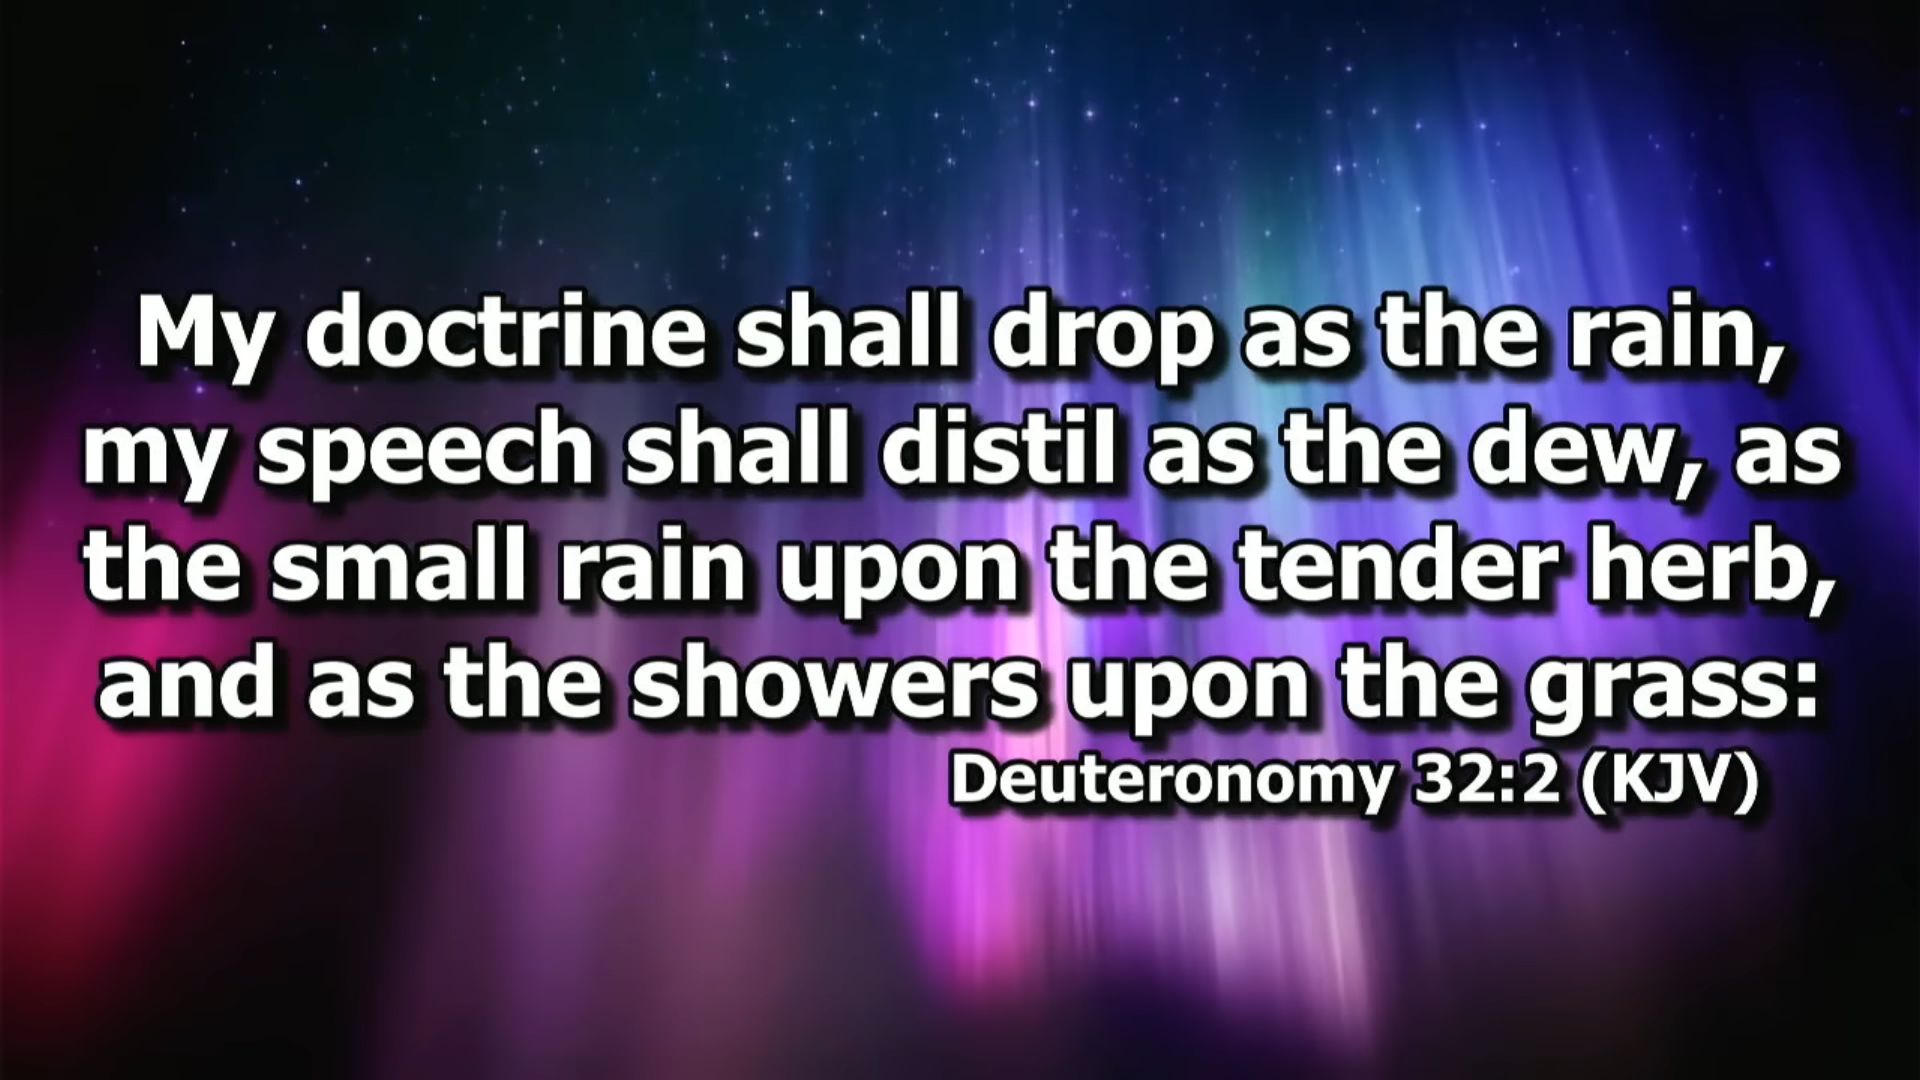 My doctrine shall drop as the rain,
my speech shall distil as the dew, as
the small rain upon the tender herb,
and as the showers upon the grass:
Deuteronomy 32:2 (KJV)